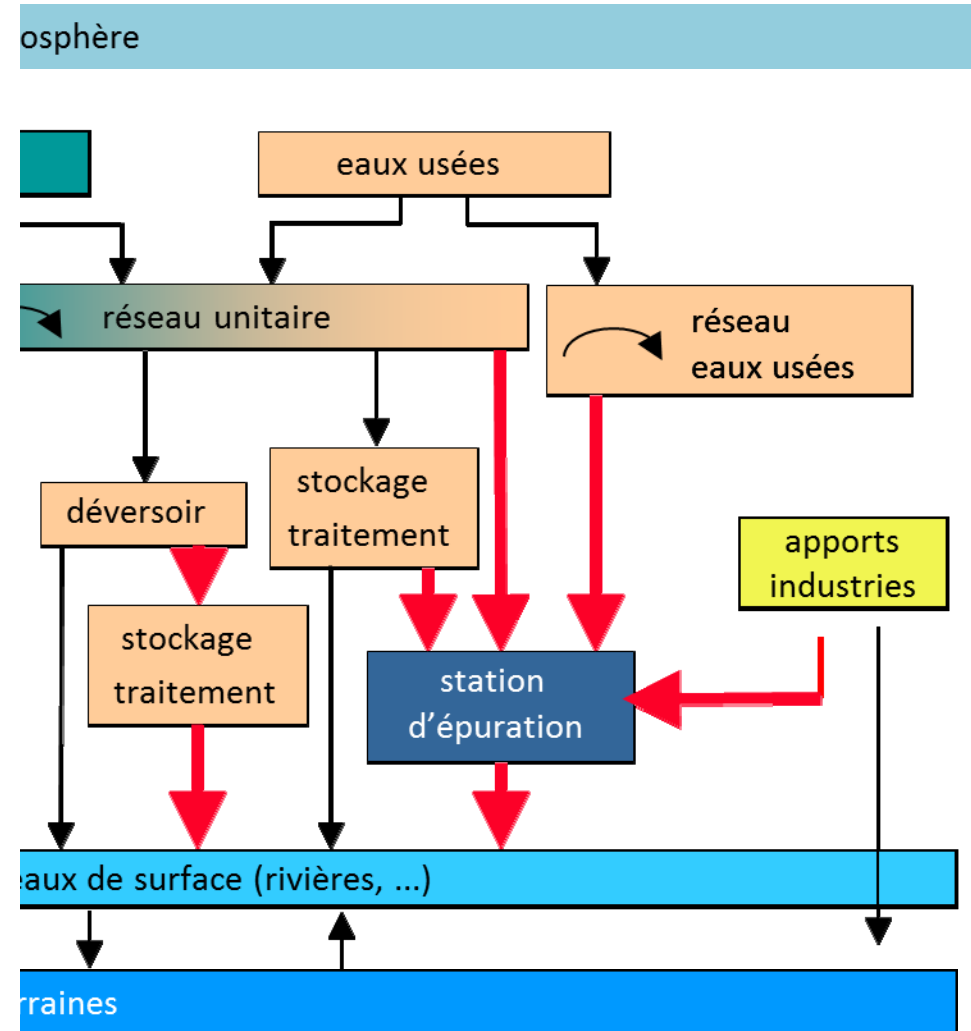 osphère
eaux usées
réseau unitaire
réseau
eaux usées
stockage
traitement
déversoir
apports
industries
stockage
traitement
station
d’épuration
eaux de surface (rivières, ...)
rraines